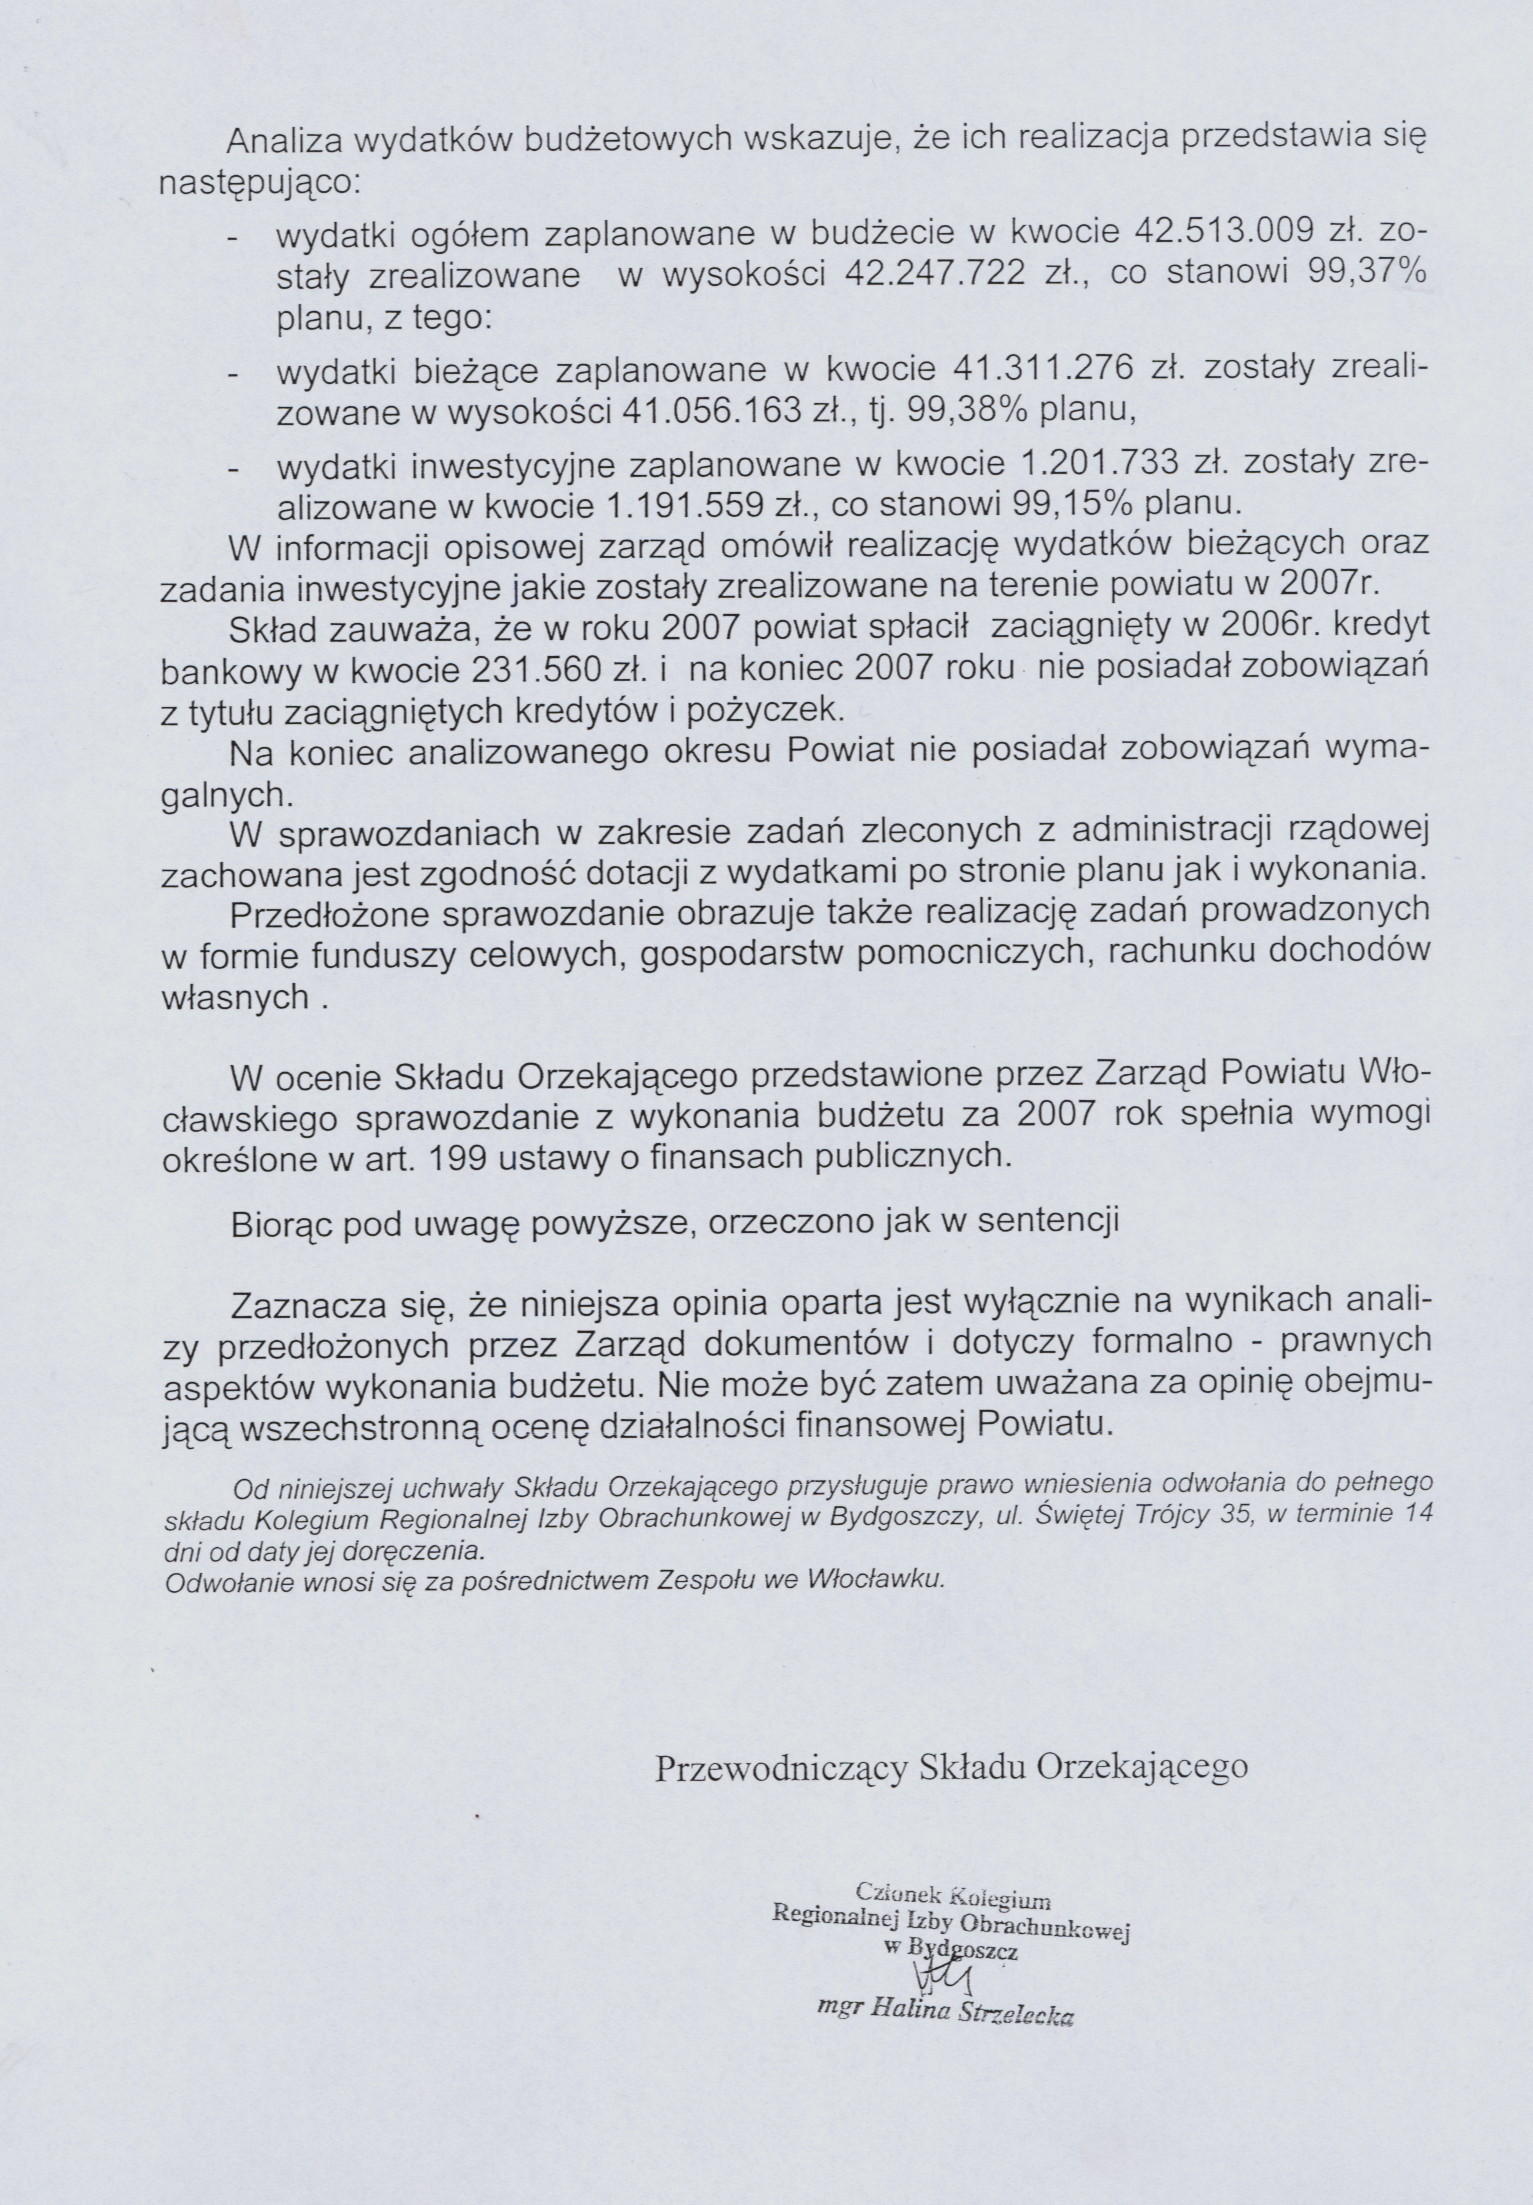 Analiza wydatków budżetowych wskazuje, że ich realizacja przedstawia się
następująco:
- wydatki ogółem zaplanowane w budżecie w kwocie 42.513.009 zł. zo-
stały zrealizowane w wysokości 42.247.722 zł., co stanowi 99,37%
planu, z tego:
- wydatki bieżące zaplanowane w kwocie 41.311.276 zł. zostały zreali-
zowane w wysokości 41.056.163 zł., tj. 99,38% planu,
- wydatki inwestycyjne zaplanowane w kwocie 1.201.733 zł. zostały zre-
alizowane w kwocie 1.191.559 zł., co stanowi 99,15% planu.
W informacji opisowej zarząd omówił realizację wydatków bieżących oraz
zadania inwestycyjne jakie zostały zrealizowane na terenie powiatu w 2007r.
Skład zauważa, że w roku 2007 powiat spłacił zaciągnięty w 2006r. kredyt
bankowy w kwocie 231.560 zł. i na koniec 2007 roku nie posiadał zobowiązań
z tytułu zaciągniętych kredytów i pożyczek.
Na koniec analizowanego okresu Powiat nie posiadał zobowiązań wyma-
galnych.
W sprawozdaniach w zakresie zadań zleconych z administracji rządowej
zachowana jest zgodność dotacji z wydatkami po stronie planu jak i wykonania.
Przedłożone sprawozdanie obrazuje także realizację zadań prowadzonych
w formie funduszy celowych, gospodarstw pomocniczych, rachunku dochodów
własnych .
W ocenie Składu Orzekającego przedstawione przez Zarząd Powiatu Wło-
cławskiego sprawozdanie z wykonania budżetu za 2007 rok spełnia wymogi
określone w art. 199 ustawy o finansach publicznych.
Biorąc pod uwagę powyższe, orzeczono jak w sentencji
Zaznacza się, że niniejsza opinia oparta jest wyłącznie na wynikach anali-
zy przedłożonych przez Zarząd dokumentów i dotyczy formalno - prawnych
aspektów wykonania budżetu. Nie może być zatem uważana za opinię obejmu-
jącą wszechstronną ocenę działalności finansowej Powiatu.
Od niniejszej uchwały Składu Orzekającego przysługuje prawo wniesienia odwołania do pełnego
składu Kolegium Regionalnej Izby Obrachunkowej w Bydgoszczy, ul. Świętej Trójcy 35, w terminie 14
dni od daty jej doręczenia.
Odwołanie wnosi się za pośrednictwem Zespołu we Włocławku.
Przewodniczący Składu Orzekającego
Członek Kolegium
Regionalnej Izby Obrachunkowej
w Bydgoszcz
mgr Halina Strzelecka